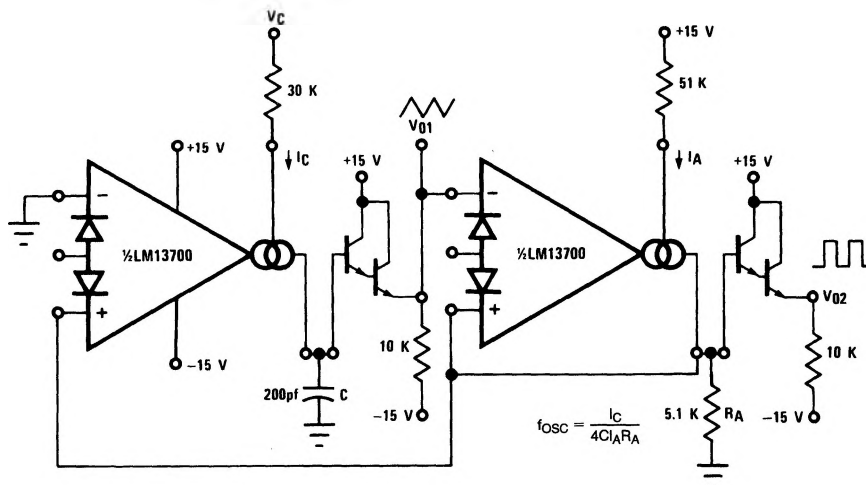 VC
30 K
IC
+15 V
+15 V
V01
+15 V
51 K
IA
+15 V
−
½LM13700
+
−15 V
200pf
C
10 K
−15 V
−
½LM13700
+
V02
10 K
−15 V
5.1 K
RA
fOSC = IC
4CIARA